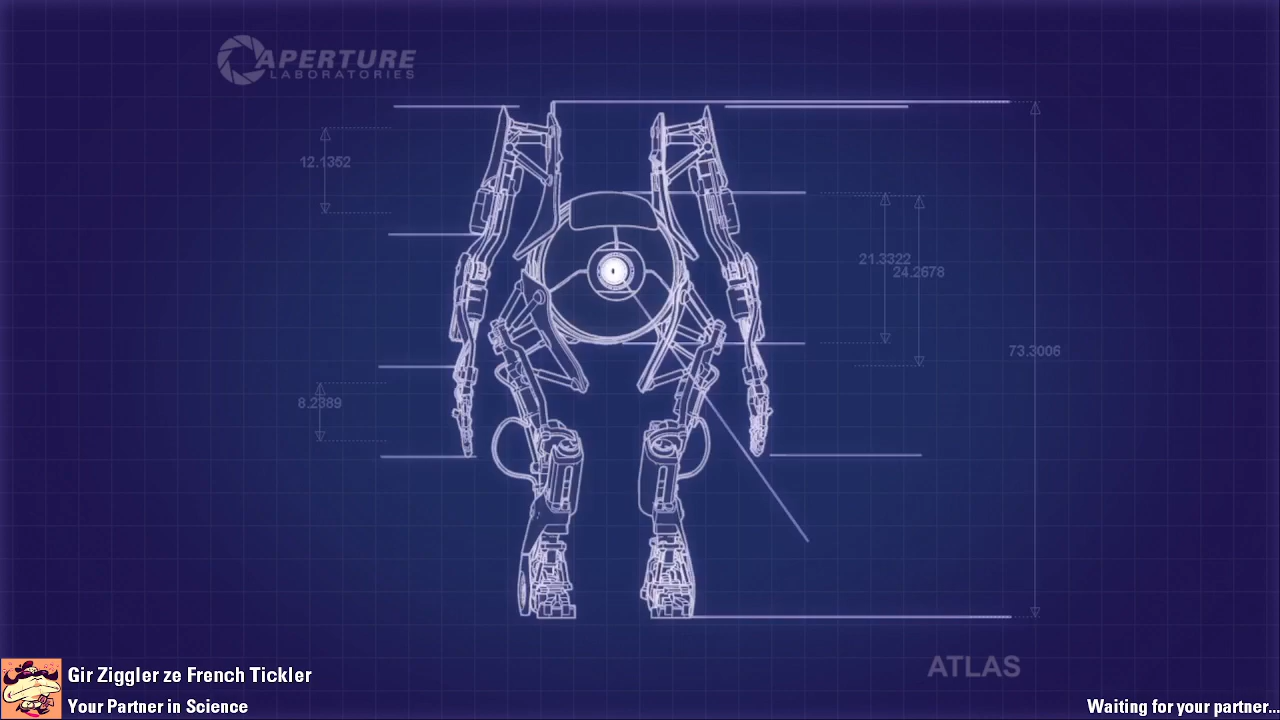 APERTURE
LABORATORIES
12.1352
21.3322
24.2678
73.3006
8.2389
ATLAS
Gir Ziggler ze French Tickler
Your Partner in Science
Waiting for your partner...